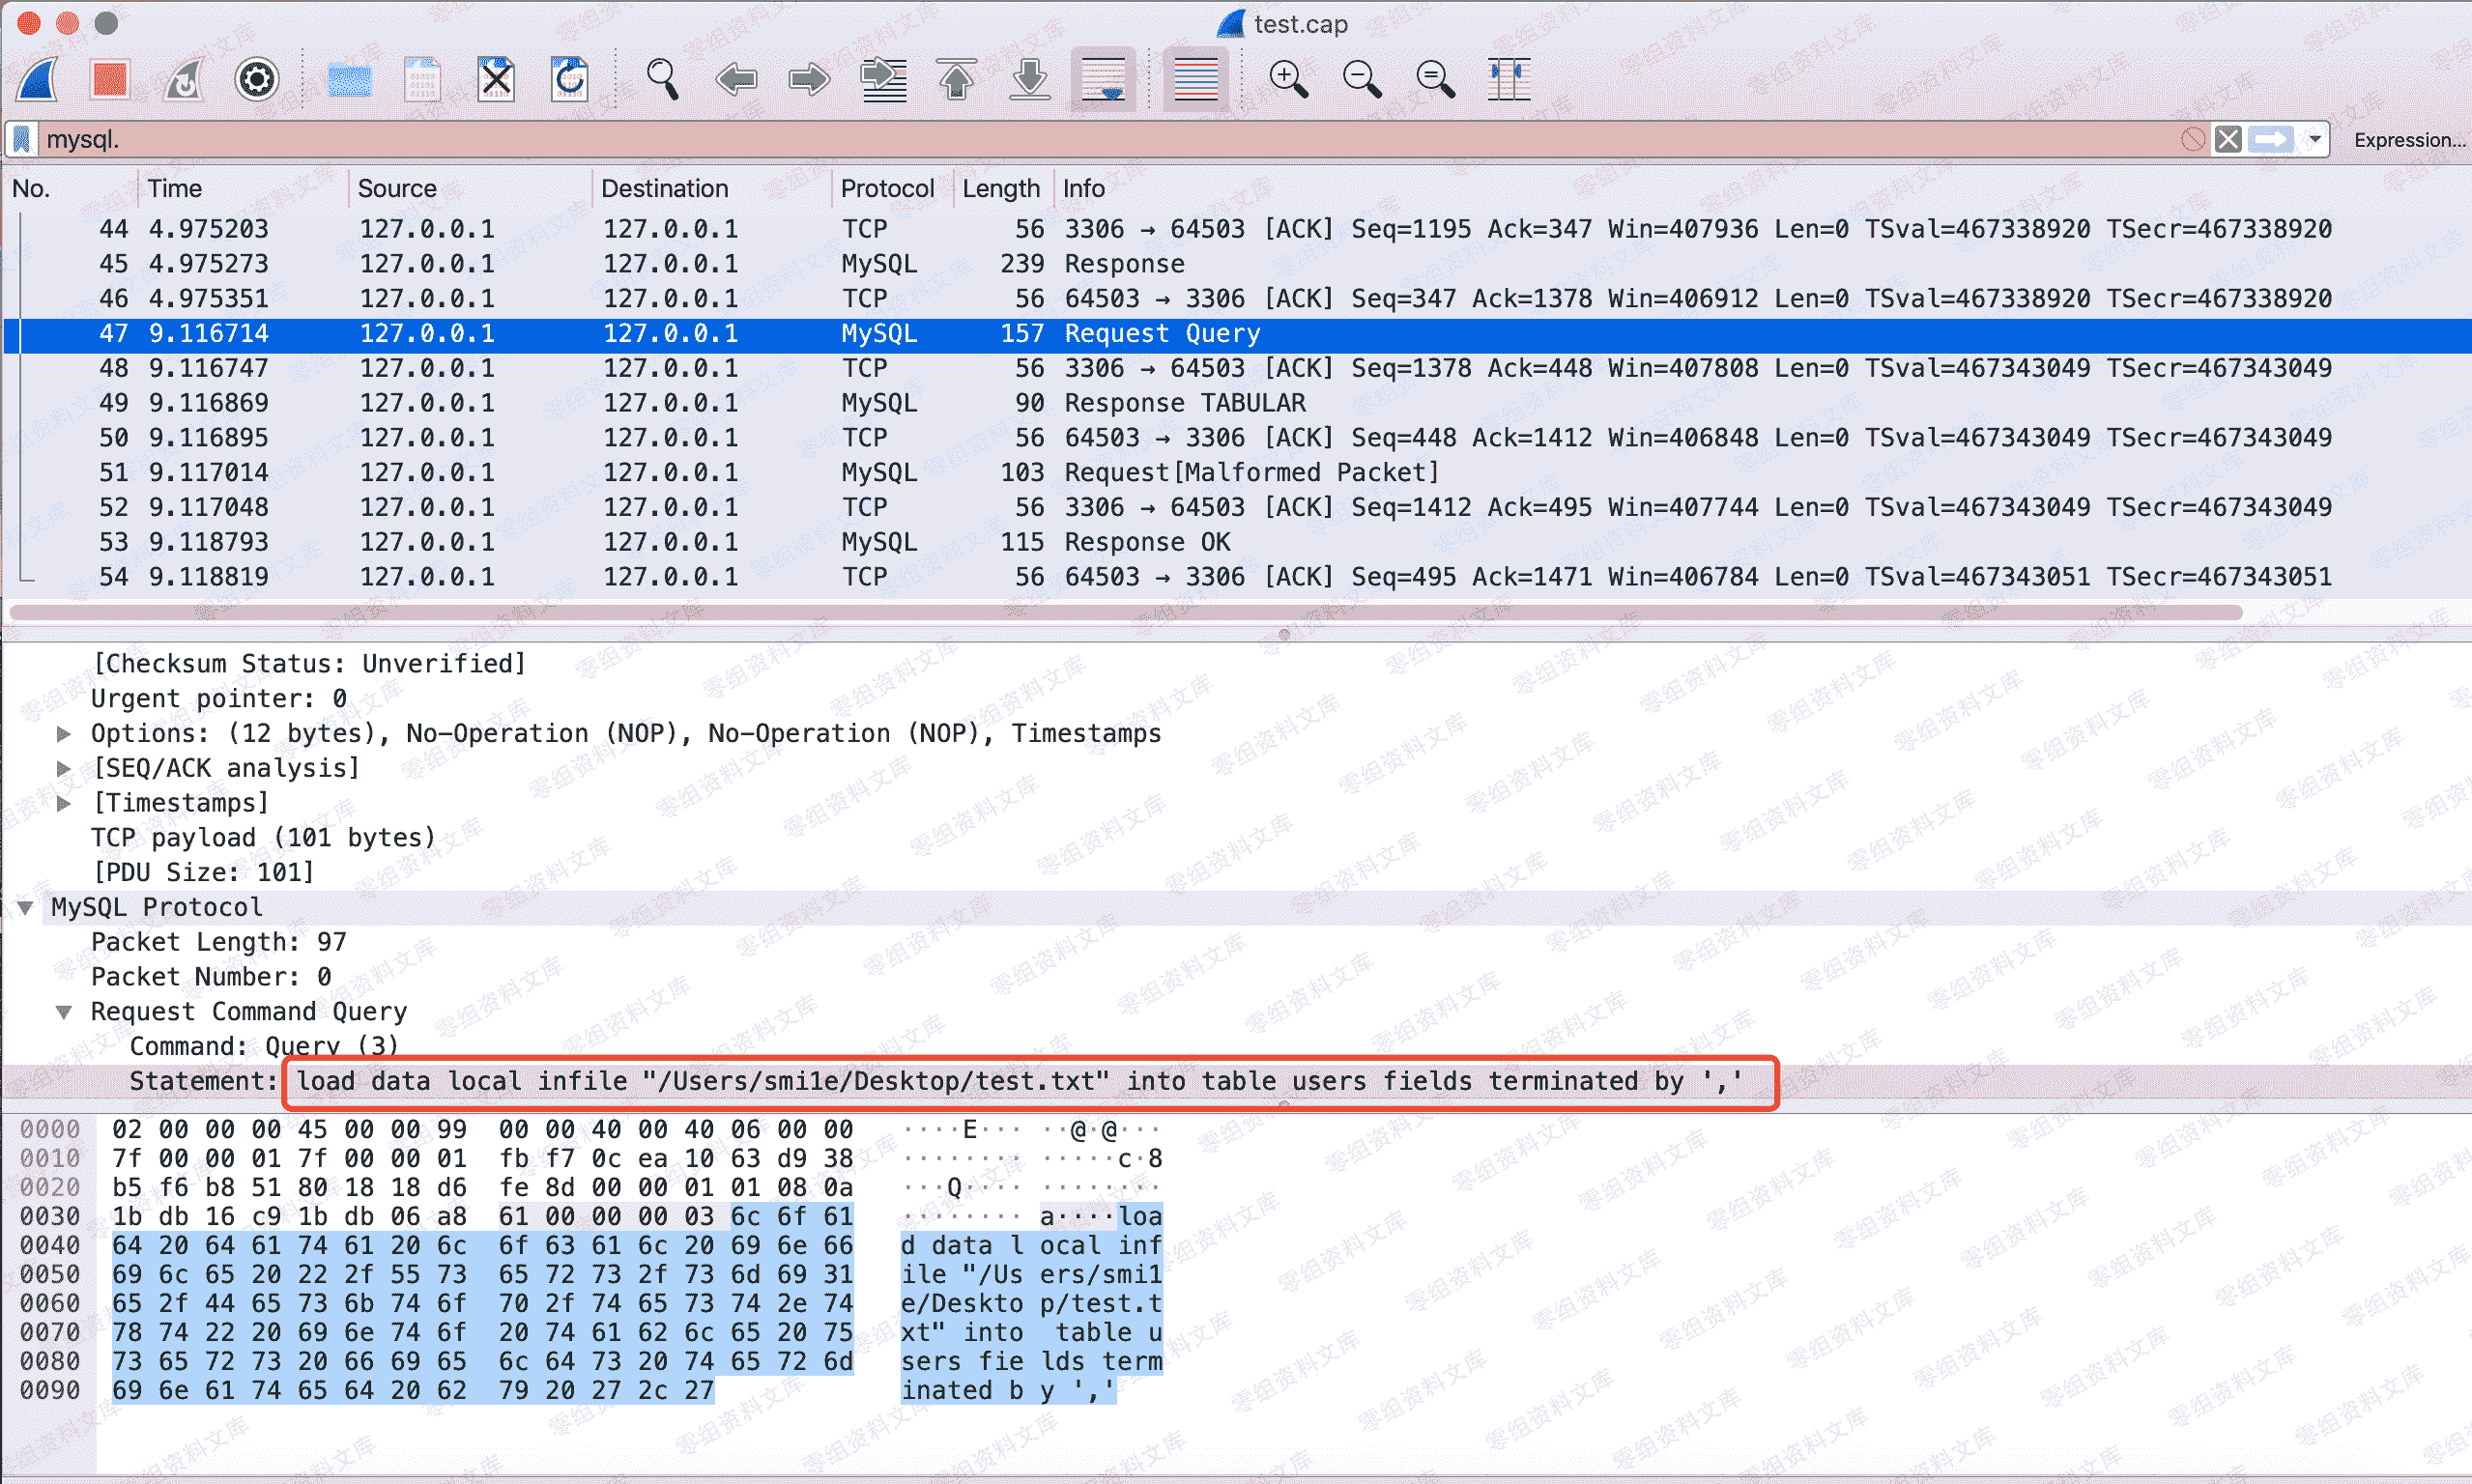 test.cap
mysql.
Expression...
No. Time Source Destination Protocol Length Info
44 4.975203 127.0.0.1 127.0.0.1 TCP 56 3306 → 64503 [ACK] Seq=1195 Ack=347 Win=407936 Len=0 TSval=467338920 TSecr=467338920
45 4.975273 127.0.0.1 127.0.0.1 MySQL 239 Response
46 4.975351 127.0.0.1 127.0.0.1 TCP 56 64503 → 3306 [ACK] Seq=347 Ack=1378 Win=406912 Len=0 TSval=467338920 TSecr=467338920
47 9.116714 127.0.0.1 127.0.0.1 MySQL 157 Request Query
48 9.116747 127.0.0.1 127.0.0.1 TCP 56 3306 → 64503 [ACK] Seq=1378 Ack=448 Win=407808 Len=0 TSval=467343049 TSecr=467343049
49 9.116869 127.0.0.1 127.0.0.1 MySQL 90 Response TABULAR
50 9.116895 127.0.0.1 127.0.0.1 TCP 56 64503 → 3306 [ACK] Seq=448 Ack=1412 Win=406848 Len=0 TSval=467343049 TSecr=467343049
51 9.117014 127.0.0.1 127.0.0.1 MySQL 103 Request[Malformed Packet]
52 9.117048 127.0.0.1 127.0.0.1 TCP 56 3306 → 64503 [ACK] Seq=1412 Ack=495 Win=407744 Len=0 TSval=467343049 TSecr=467343049
53 9.118793 127.0.0.1 127.0.0.1 MySQL 115 Response OK
54 9.118819 127.0.0.1 127.0.0.1 TCP 56 64503 → 3306 [ACK] Seq=495 Ack=1471 Win=406784 Len=0 TSval=467343051 TSecr=467343051
[Checksum Status: Unverified]
Urgent pointer: 0
Options: (12 bytes), No-Operation (NOP), No-Operation (NOP), Timestamps
[SEQ/ACK analysis]
[Timestamps]
TCP payload (101 bytes)
[PDU Size: 101]
MySQL Protocol
Packet Length: 97
Packet Number: 0
Request Command Query
Command: Query (3)
Statement: load data local infile "/Users/smi1e/Desktop/test.txt" into table users fields terminated by ','
0000 02 00 00 00 45 00 00 99 00 00 40 00 40 06 00 00 ····E··· ··@·@···
0010 7f 00 00 01 7f 00 00 01 fb f7 0c ea 10 63 d9 38 ········ ·····c·8
0020 b5 f6 b8 51 80 18 18 d6 fe 8d 00 00 01 01 08 0a ···Q···· ········
0030 1b db 16 c9 1b db 06 a8 61 00 00 00 03 6c 6f 61 ········ a····loa
0040 64 20 64 61 74 61 20 6c 6f 63 61 6c 20 69 6e 66 d data l ocal inf
0050 69 6c 65 20 22 2f 55 73 65 72 73 2f 73 6d 69 31 ile "/Us ers/smi1
0060 65 2f 44 65 73 6b 74 6f 70 2f 74 65 73 74 2e 74 e/Deskto p/test.t
0070 78 74 22 20 69 6e 74 6f 20 74 61 62 6c 65 20 75 xt" into table u
0080 73 65 72 73 20 66 69 65 6c 64 73 20 74 65 72 6d sers fie lds term
0090 69 6e 61 74 65 64 20 62 79 20 27 2c 27 inated b y ','
零组资料文库